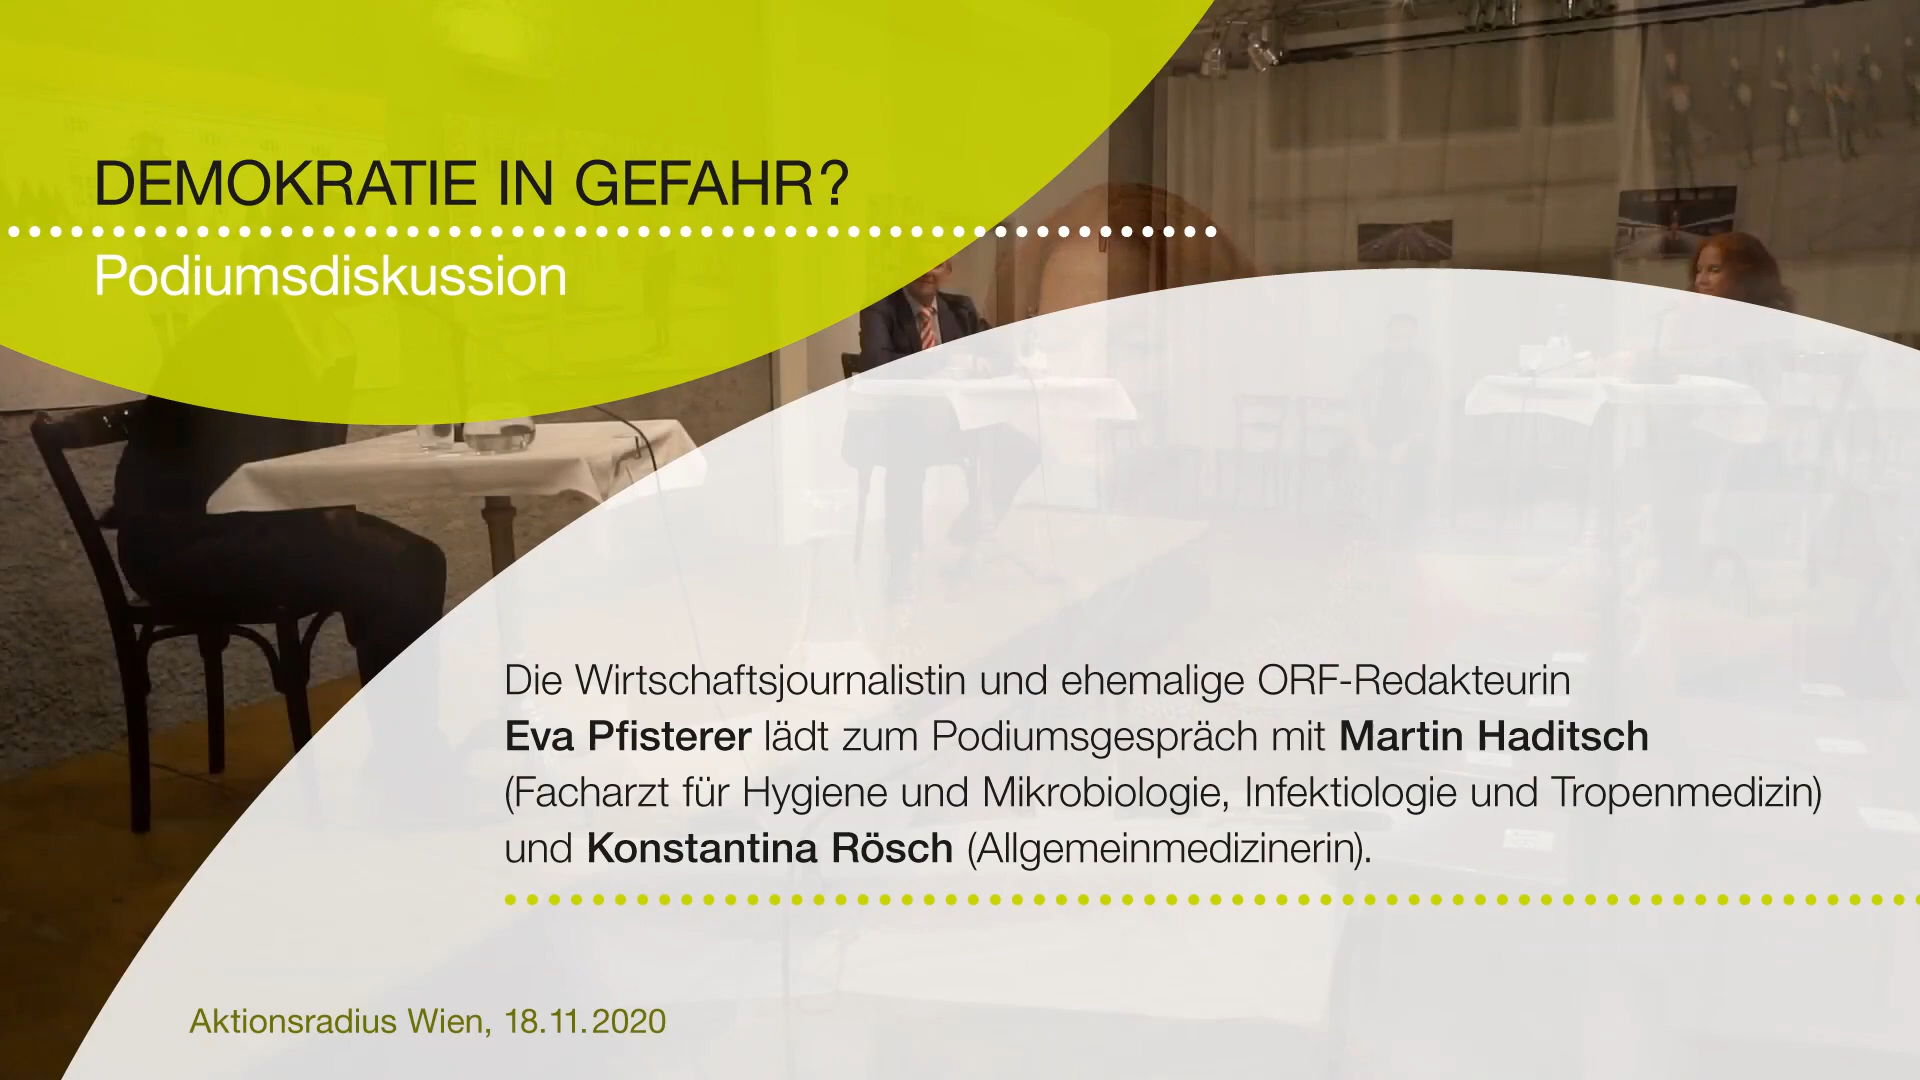 DEMOKRATIE IN GEFAHR?
Podiumsdiskussion
Die Wirtschaftsjournalistin und ehemalige ORF-Redakteurin
Eva Pfisterer lädt zum Podiumsgespräch mit Martin Haditsch
(Facharzt für Hygiene und Mikrobiologie, Infektiologie und Tropenmedizin)
und Konstantina Rösch (Allgemeinmedizinerin).
Aktionsradius Wien, 18.11.2020